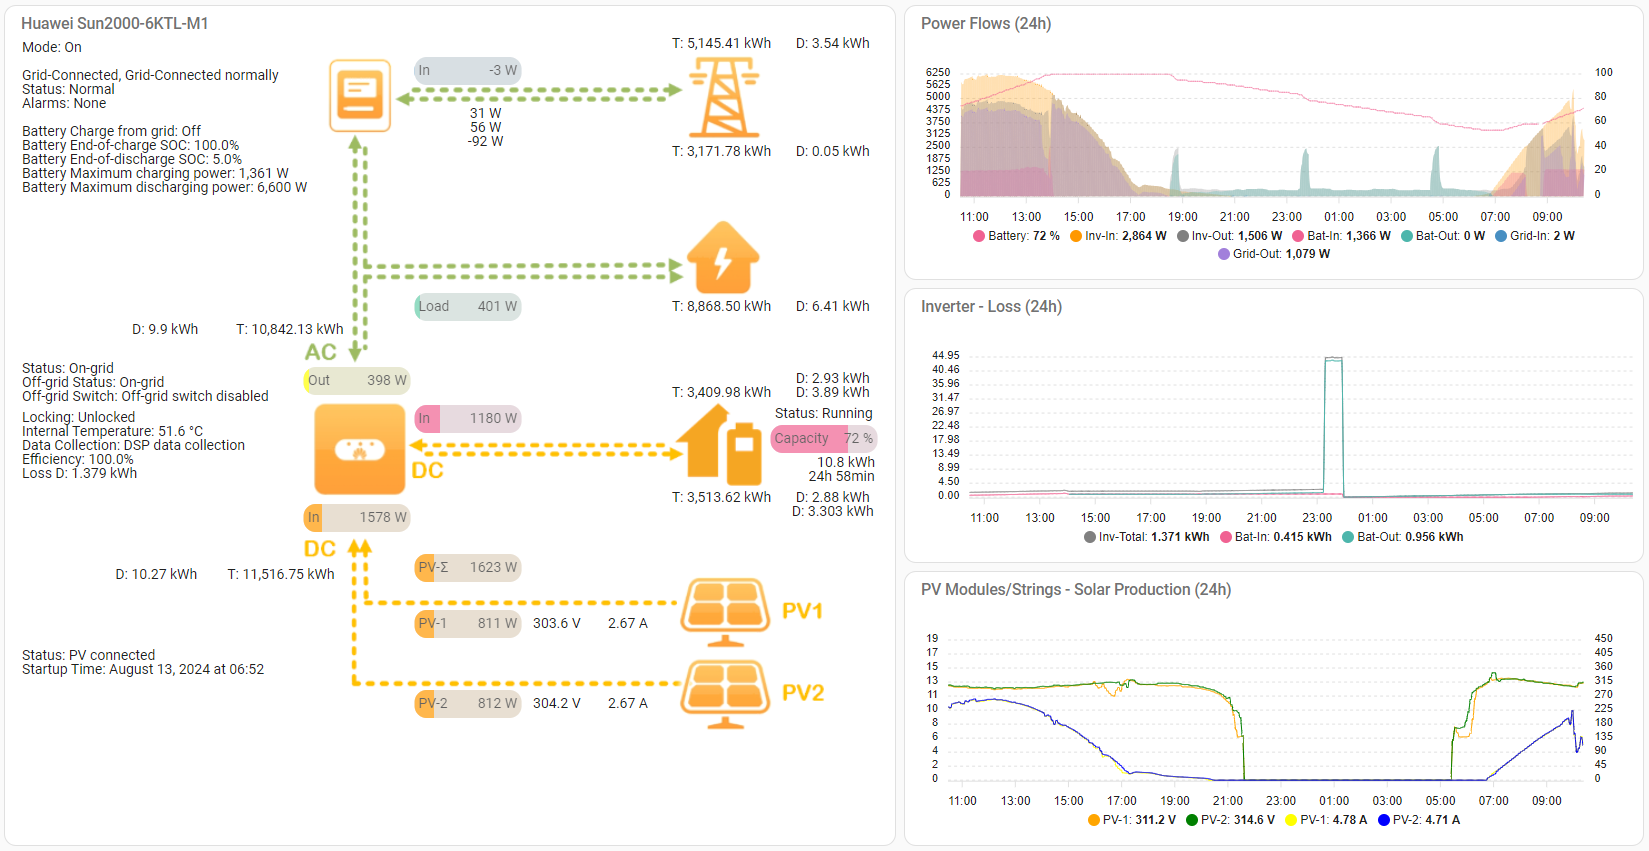 Huawei Sun2000-6KTL-M1
Mode: On
Grid-Connected, Grid-Connected normally
Status: Normal
Alarms: None
Battery Charge from grid: Off
Battery End-of-charge SOC: 100.0%
Battery End-of-discharge SOC: 5.0%
Battery Maximum charging power: 1,361 W
Battery Maximum discharging power: 6,600 W
T: 5,145.41 kWh D: 3.54 kWh
In -3 W
31 W
56 W
-92 W
T: 3,171.78 kWh D: 0.05 kWh
Load 401 W
T: 8,868.50 kWh D: 6.41 kWh
D: 9.9 kWh T: 10,842.13 kWh
AC
Status: On-grid
Off-grid Status: On-grid
Off-grid Switch: Off-grid switch disabled
Out 398 W
Locking: Unlocked
Internal Temperature: 51.6 °C
Data Collection: DSP data collection
Efficiency: 100.0%
Loss D: 1.379 kWh
In 1180 W
DC
D: 2.93 kWh
T: 3,409.98 kWh D: 3.89 kWh
Status: Running
Capacity 72 %
10.8 kWh
24h 58min
T: 3,513.62 kWh D: 2.88 kWh
D: 3.303 kWh
In 1578 W
DC
D: 10.27 kWh T: 11,516.75 kWh
PV-Σ 1623 W
PV-1 811 W 303.6 V 2.67 A
PV1
Status: PV connected
Startup Time: August 13, 2024 at 06:52
PV-2 812 W 304.2 V 2.67 A
PV2
Power Flows (24h)
6250 100
5625
5000 80
4375
3750 60
3125
2500 40
1875
1250 20
625
0 0
11:00 13:00 15:00 17:00 19:00 21:00 23:00 01:00 03:00 05:00 07:00 09:00
Battery: 72 % Inv-In: 2,864 W Inv-Out: 1,506 W Bat-In: 1,366 W Bat-Out: 0 W Grid-In: 2 W
Grid-Out: 1,079 W
Inverter - Loss (24h)
44.95
40.46
35.96
31.47
26.97
22.48
17.98
13.49
8.99
4.50
0.00
11:00 13:00 15:00 17:00 19:00 21:00 23:00 01:00 03:00 05:00 07:00 09:00
Inv-Total: 1.371 kWh Bat-In: 0.415 kWh Bat-Out: 0.956 kWh
PV Modules/Strings - Solar Production (24h)
19 450
17 405
15 360
13 315
11 270
10 225
8 180
6 135
4 90
2 45
0 0
11:00 13:00 15:00 17:00 19:00 21:00 23:00 01:00 03:00 05:00 07:00 09:00
PV-1: 311.2 V PV-2: 314.6 V PV-1: 4.78 A PV-2: 4.71 A